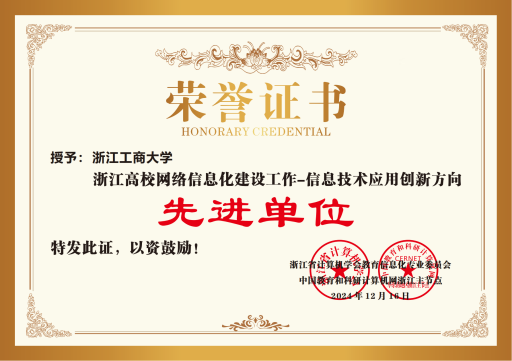 荣誉证书
HONORARY CREDENTIAL
授予：浙江工商大学
浙江高校网络信息化建设工作-信息技术应用创新方向
先进单位
特发此证，以资鼓励！
浙江省计算机学会教育信息化专业委员会
中国教育和科研计算机网浙江主节点
2024年12月16日
CERNET